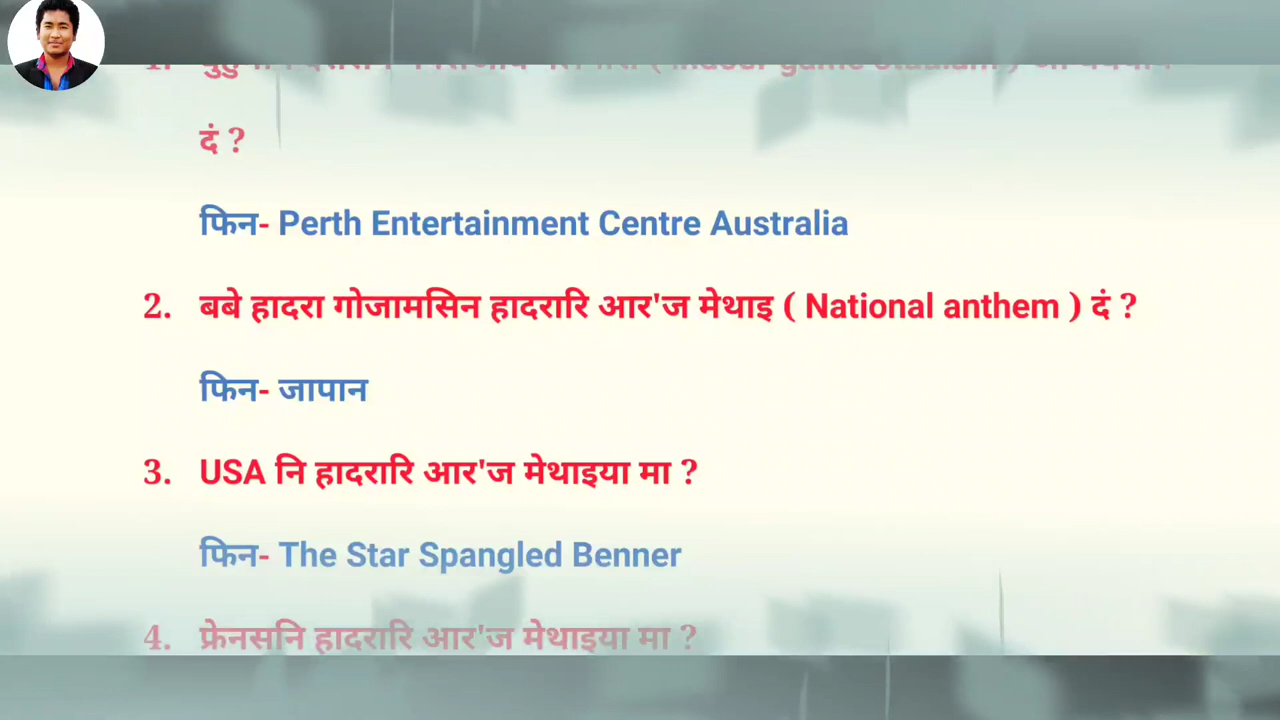 दं ?
फिन- Perth Entertainment Centre Australia
2. बबे हादरा गोजामसिन हादरारि आर'ज मेथाइ ( National anthem ) दं ?
फिन- जापान
3. USA नि हादरारि आर'ज मेथाइया मा ?
फिन- The Star Spangled Benner
4. फ्रेनसनि हादरारि आर'ज मेथाइया मा ?